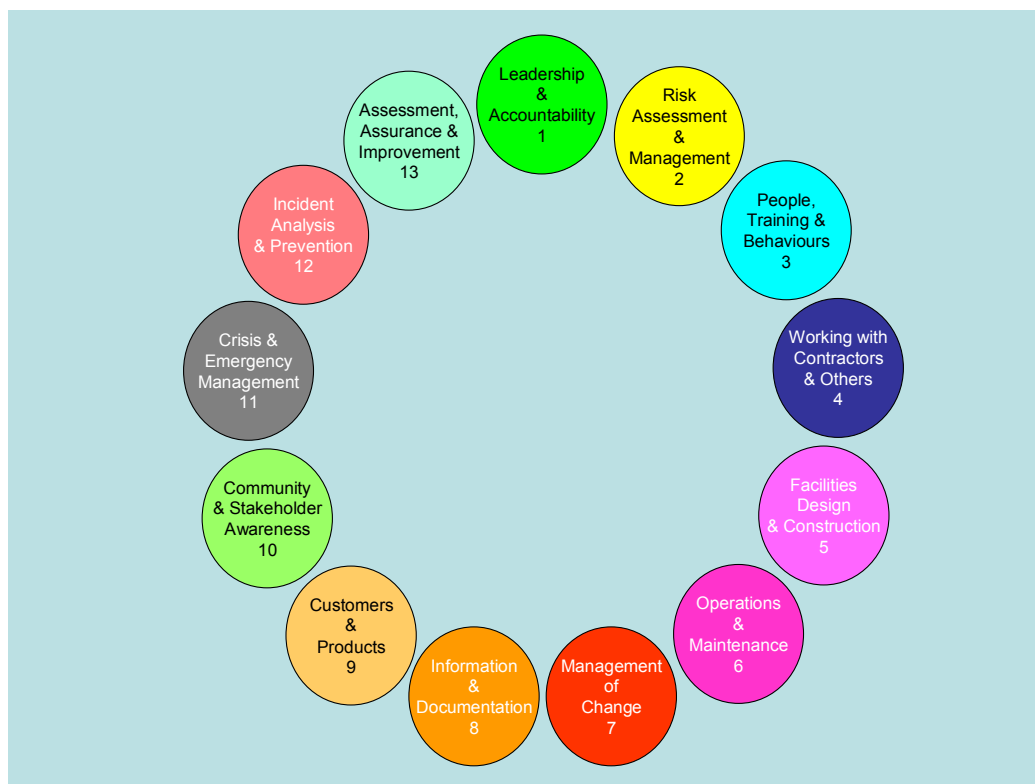 Leadership
&
Accountability
1
Risk
Assessment
&
Management
2
People,
Training &
Behaviours
3
Working with
Contractors
& Others
4
Facilities
Design
& Construction
5
Operations
&
Maintenance
6
Management
of
Change
7
Information
&
Documentation
8
Customers
&
Products
9
Community
& Stakeholder
Awareness
10
Crisis &
Emergency
Management
11
Incident
Analysis
& Prevention
12
Assessment,
Assurance &
Improvement
13